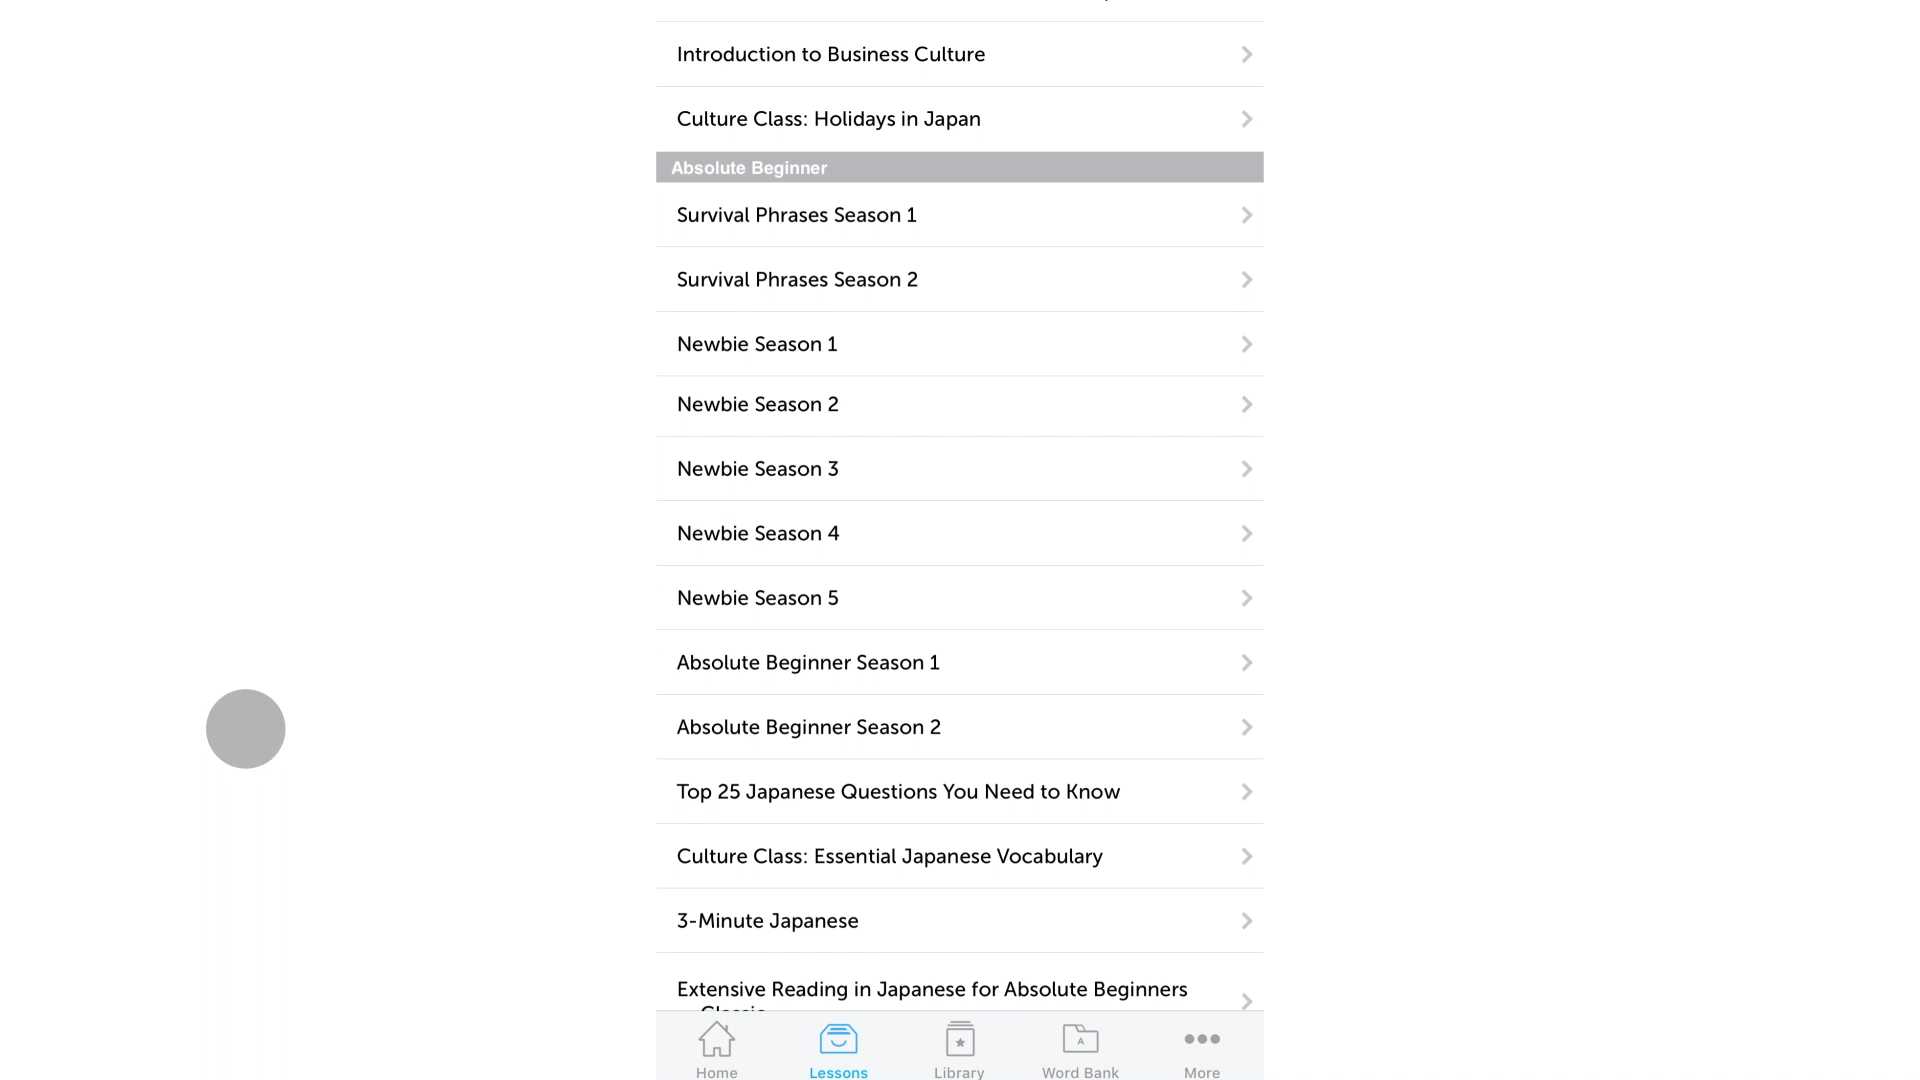 Introduction to Business Culture
Culture Class: Holidays in Japan
Absolute Beginner
Survival Phrases Season 1
Survival Phrases Season 2
Newbie Season 1
Newbie Season 2
Newbie Season 3
Newbie Season 4
Newbie Season 5
Absolute Beginner Season 1
Absolute Beginner Season 2
Top 25 Japanese Questions You Need to Know
Culture Class: Essential Japanese Vocabulary
3-Minute Japanese
Extensive Reading in Japanese for Absolute Beginners
A
Home
Lessons
Library
Word Bank
More